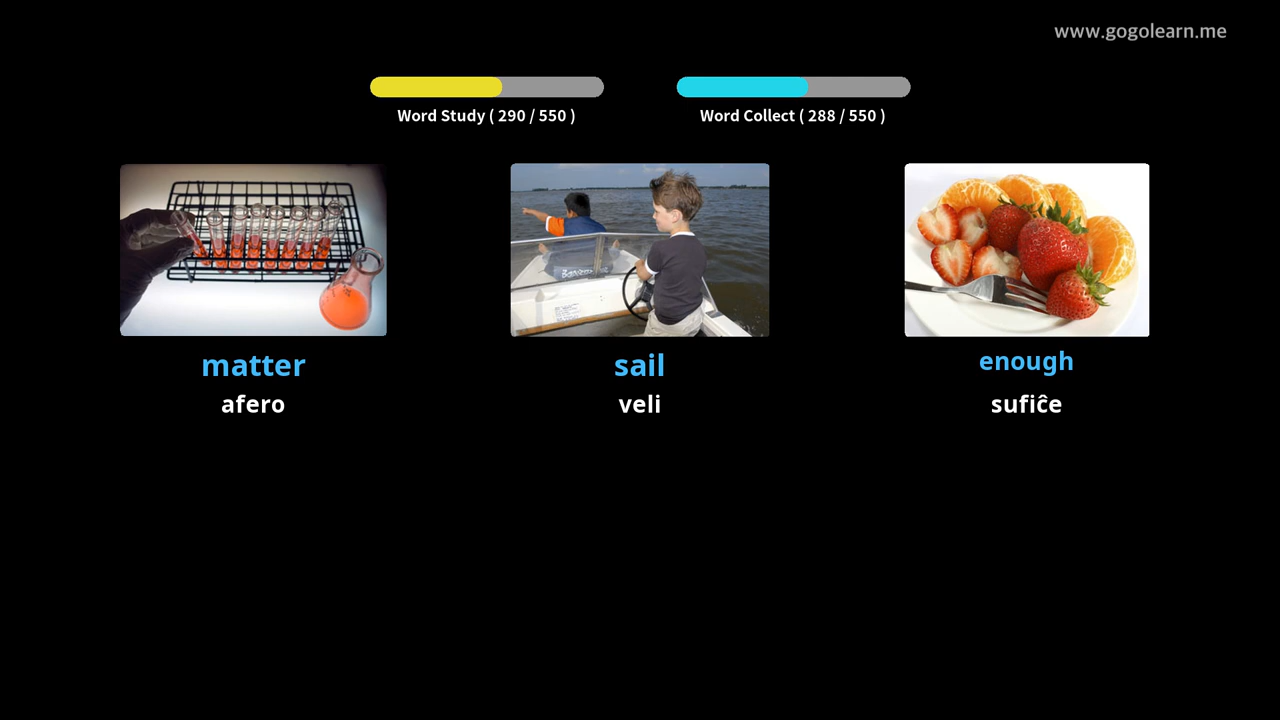 www.gogolearn.me
Word Study ( 290 / 550 )
Word Collect ( 288 / 550 )
matter
sail
enough
afero
veli
sufiĉe